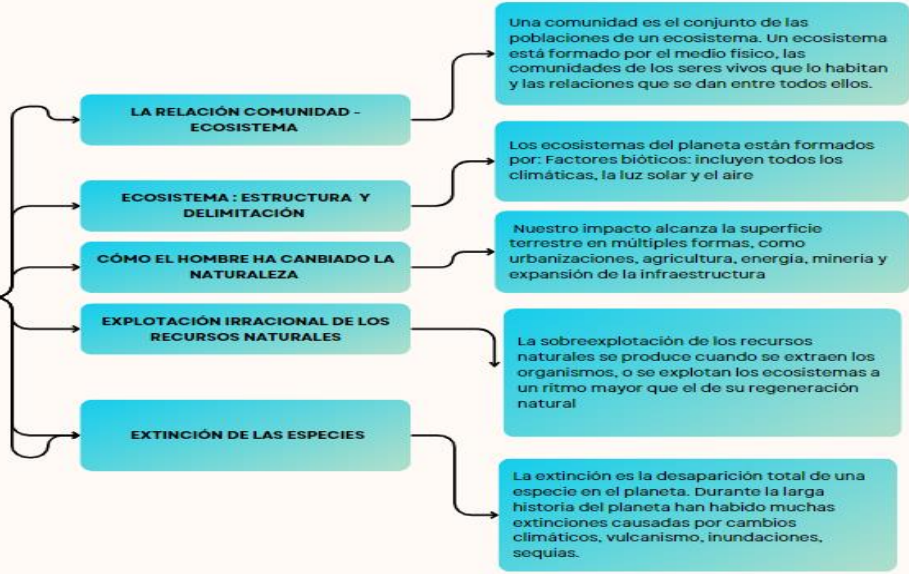 LA RELACIÓN COMUNIDAD -
ECOSISTEMA
Una comunidad es el conjunto de las
poblaciones de un ecosistema. Un ecosistema
está formado por el medio físico, las
comunidades de los seres vivos que lo habitan
y las relaciones que se dan entre todos ellos.
ECOSISTEMA : ESTRUCTURA Y
DELIMITACIÓN
Los ecosistemas del planeta están formados
por: Factores bióticos: incluyen todos los
climáticas, la luz solar y el aire
CÓMO EL HOMBRE HA CANBIADO LA
NATURALEZA
Nuestro impacto alcanza la superficie
terrestre en múltiples formas, como
urbanizaciones, agricultura, energia, mineria y
expansión de la infraestructura
EXPLOTACIÓN IRRACIONAL DE LOS
RECURSOS NATURALES
La sobreexplotación de los recursos
naturales se produce cuando se extraen los
organismos, o se explotan los ecosistemas a
un ritmo mayor que el de su regeneración
natural
EXTINCIÓN DE LAS ESPECIES
La extinción es la desaparición total de una
especie en el planeta. Durante la larga
historia del planeta han habido muchas
extinciones causadas por cambios
climáticos, vulcanismo, inundaciones,
sequias.